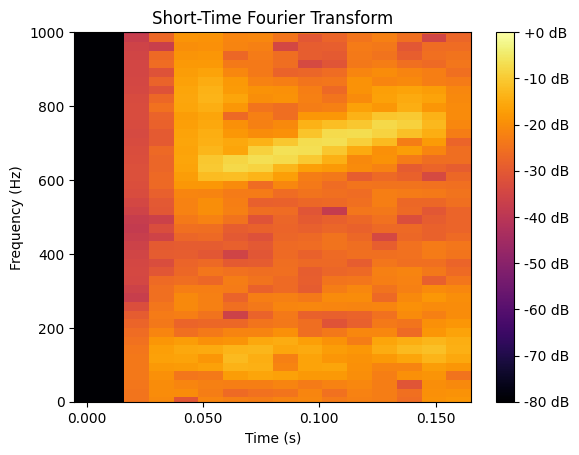 Short-Time Fourier Transform
Frequency (Hz)
1000
800
600
400
200
0
0.000 0.050 0.100 0.150
Time (s)
+0 dB
-10 dB
-20 dB
-30 dB
-40 dB
-50 dB
-60 dB
-70 dB
-80 dB